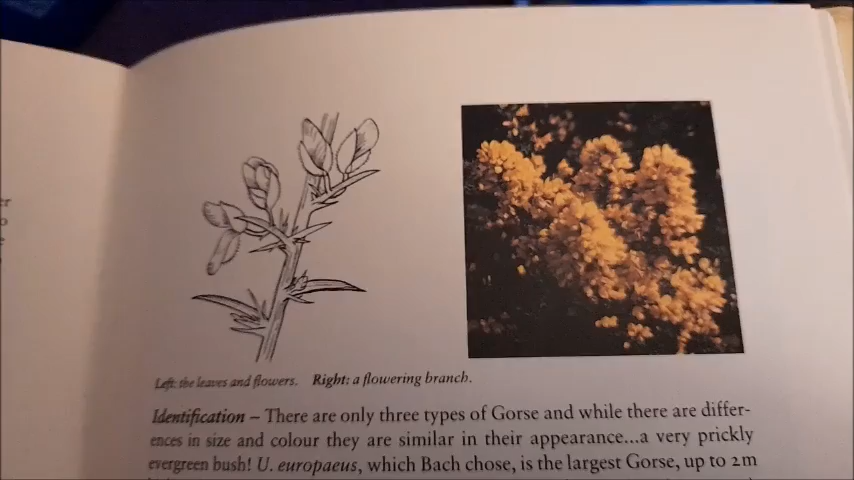 er
Left: the leaves and flowers. Right: a flowering branch.
Identification – There are only three types of Gorse and while there are differ-
ences in size and colour they are similar in their appearance...a very prickly
evergreen bush! U. europaeus, which Bach chose, is the largest Gorse, up to 2m